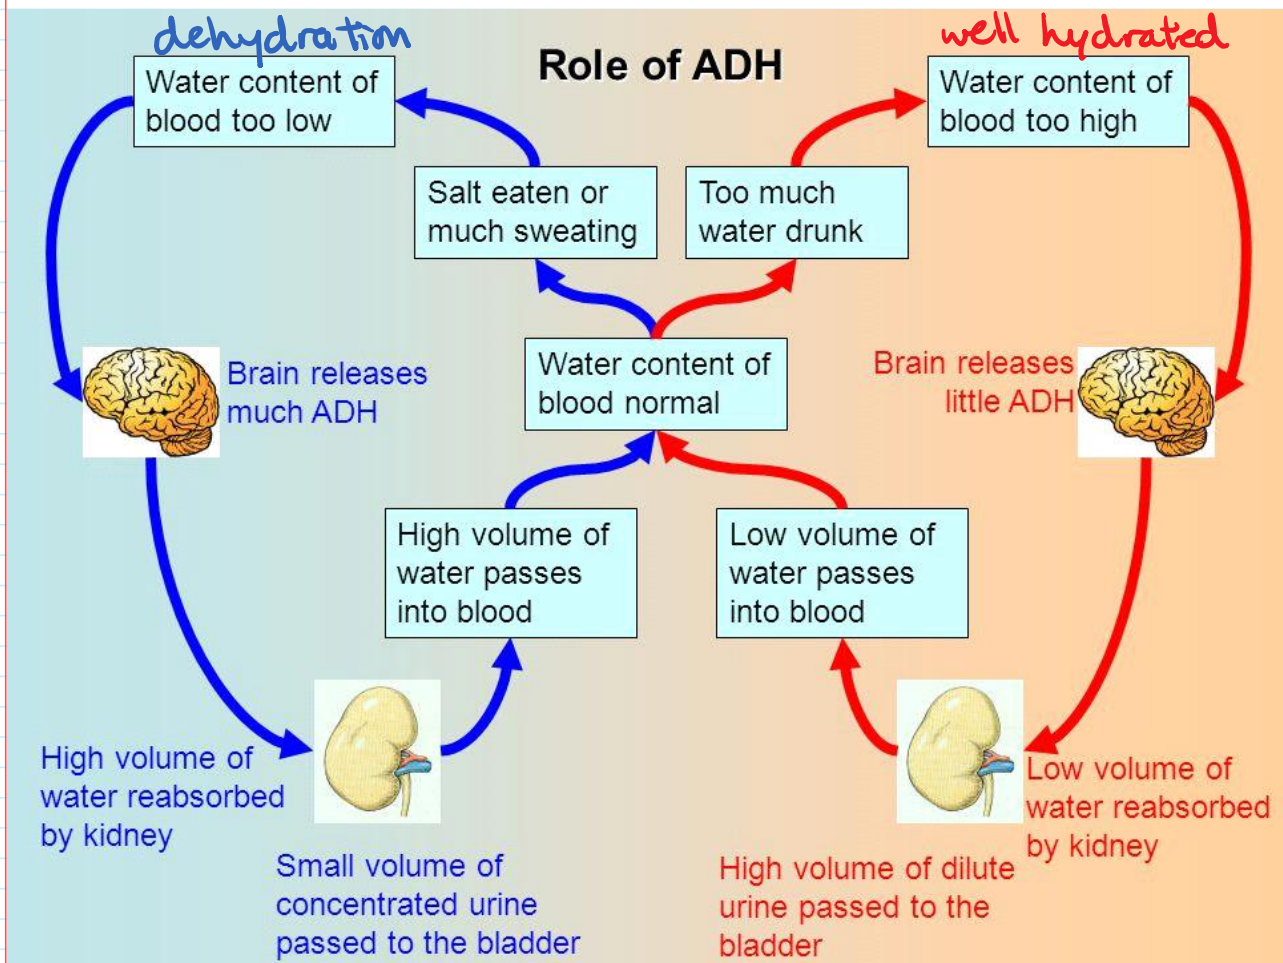 dehydration
well hydrated
Role of ADH
Water content of
blood too low
Water content of
blood too high
Salt eaten or
much sweating
Too much
water drunk
Brain releases
much ADH
Water content of
blood normal
Brain releases
little ADH
High volume of
water passes
into blood
Low volume of
water passes
into blood
High volume of
water reabsorbed
by kidney
Low volume of
water reabsorbed
by kidney
Small volume of
concentrated urine
passed to the bladder
High volume of dilute
urine passed to the
bladder